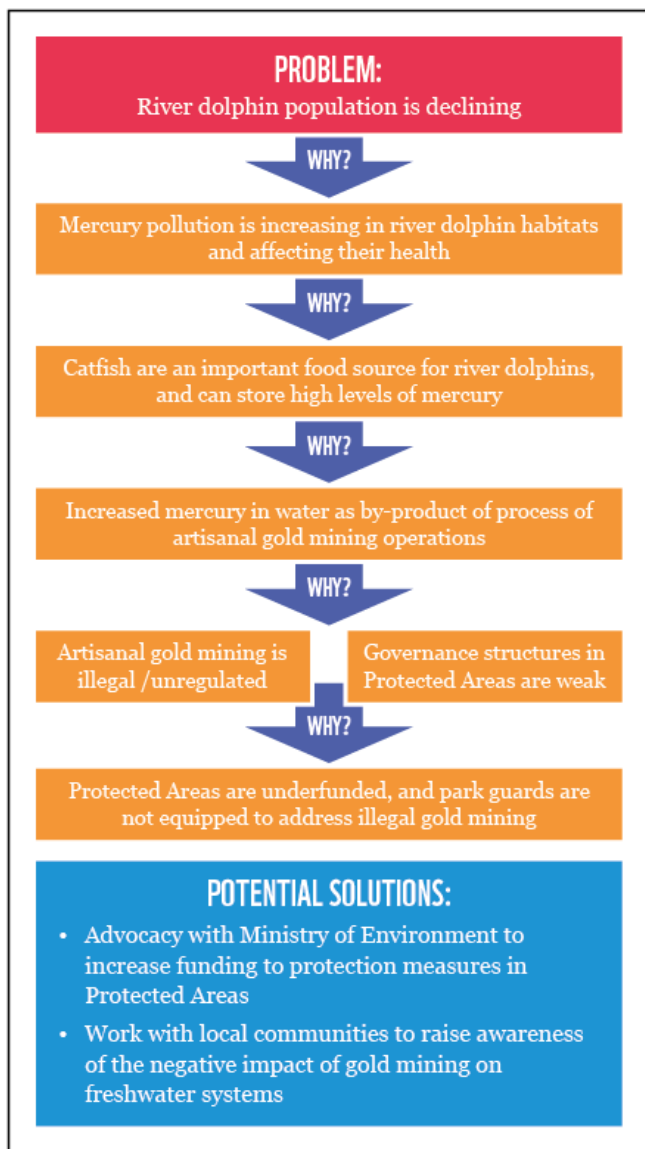 PROBLEM:
River dolphin population is declining
WHY?
Mercury pollution is increasing in river dolphin habitats
and affecting their health
WHY?
Catfish are an important food source for river dolphins,
and can store high levels of mercury
WHY?
Increased mercury in water as by-product of process of
artisanal gold mining operations
WHY?
Artisanal gold mining is
illegal /unregulated
Governance structures in
Protected Areas are weak
WHY?
Protected Areas are underfunded, and park guards are
not equipped to address illegal gold mining
POTENTIAL SOLUTIONS:
• Advocacy with Ministry of Environment to
increase funding to protection measures in
Protected Areas
• Work with local communities to raise awareness
of the negative impact of gold mining on
freshwater systems